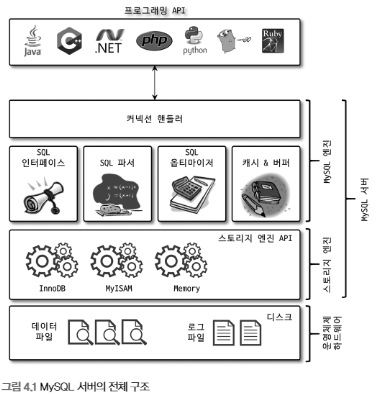 프로그래밍 API
Java
C
.NET
php
python
GO
Ruby
커넥션 핸들러
SQL
인터페이스
SQL 파서
SQL
옵티마이저
캐시 & 버퍼
MySQL 엔진
스토리지 엔진 API
InnoDB
MyISAM
Memory
스토리지 엔진
MySQL 서버
디스크
데이터
파일
로그
파일
운영체제
하드웨어
그림 4.1 MySQL 서버의 전체 구조